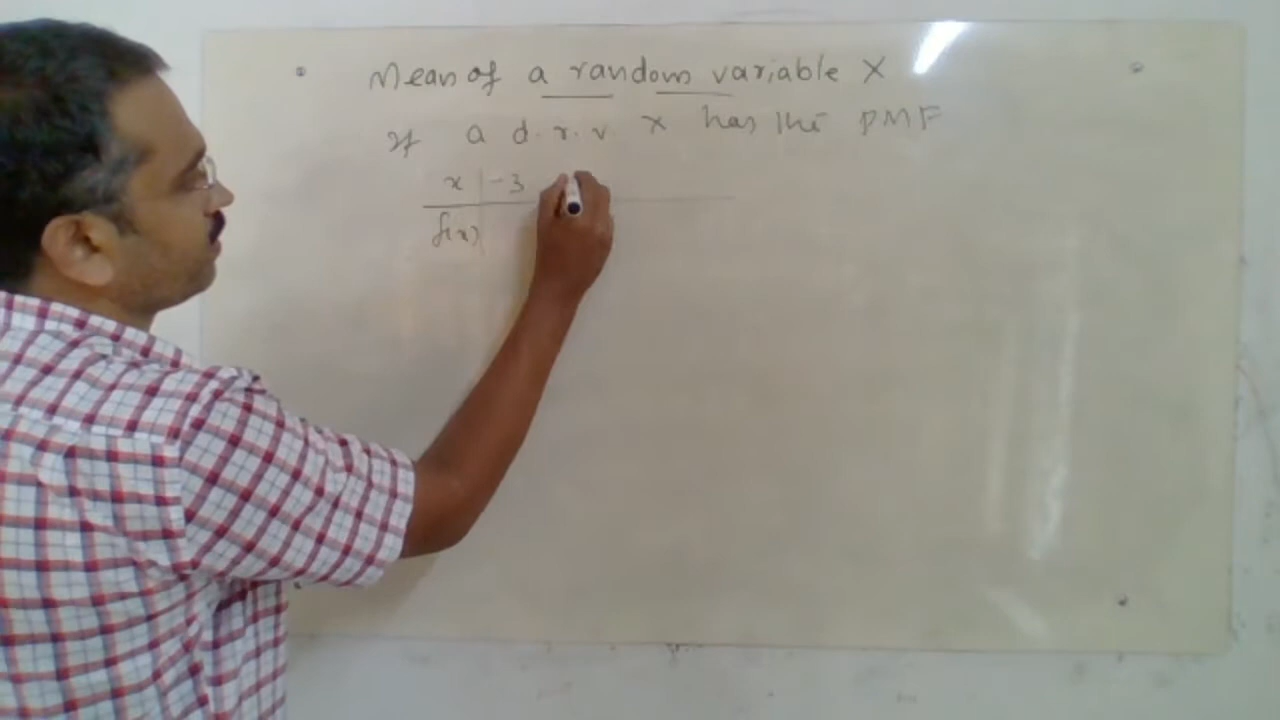 Mean of a random variable X
If a d.r.v. X has the PMF
x -3
f(x)